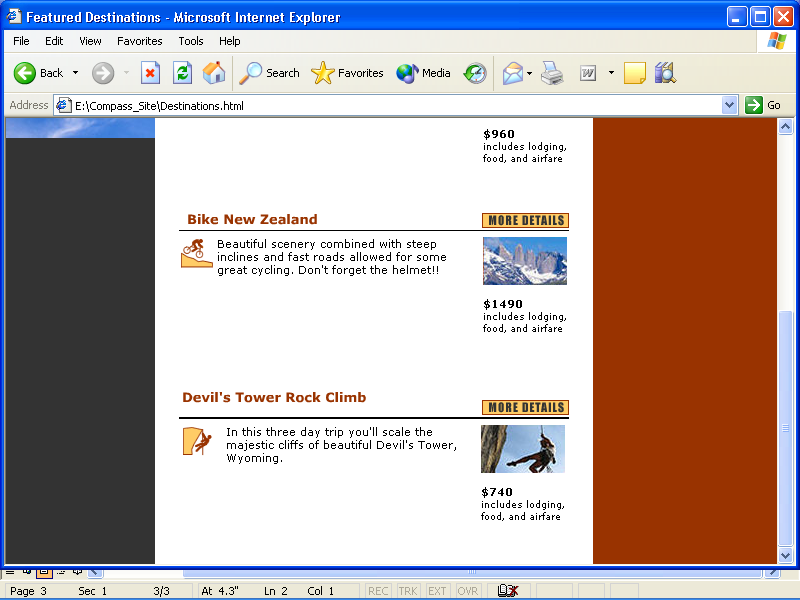 Featured Destinations - Microsoft Internet Explorer
File Edit View Favorites Tools Help
Back Search Favorites Media
Address E:\Compass_Site\Destinations.html Go
$960
includes lodging,
food, and airfare
Bike New Zealand
MORE DETAILS
Beautiful scenery combined with steep
inclines and fast roads allowed for some
great cycling. Don't forget the helmet!!
$1490
includes lodging,
food, and airfare
Devil's Tower Rock Climb
MORE DETAILS
In this three day trip you'll scale the
majestic cliffs of beautiful Devil's Tower,
Wyoming.
$740
includes lodging,
food, and airfare
Page 3 Sec 1 3/3 At 4.3" Ln 2 Col 1 REC TRK EXT OVR